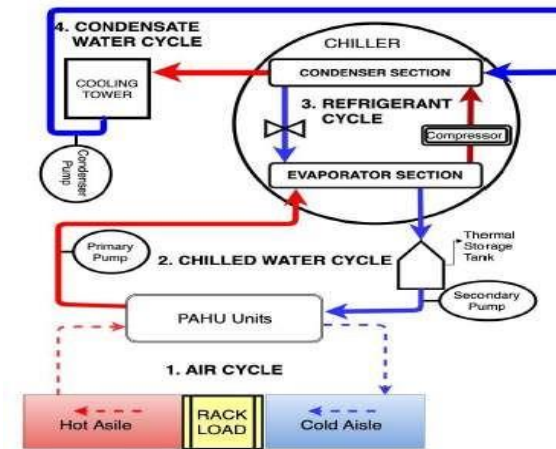 4. CONDENSATE
WATER CYCLE
CHILLER
COOLING
TOWER
CONDENSER SECTION
3. REFRIGERANT
CYCLE
Compressor
Condenser
Pump
EVAPORATOR SECTION
Primary
Pump
2. CHILLED WATER CYCLE
Thermal
Storage
Tank
Secondary
Pump
PAHU Units
1. AIR CYCLE
Hot Asile
RACK
LOAD
Cold Aisle